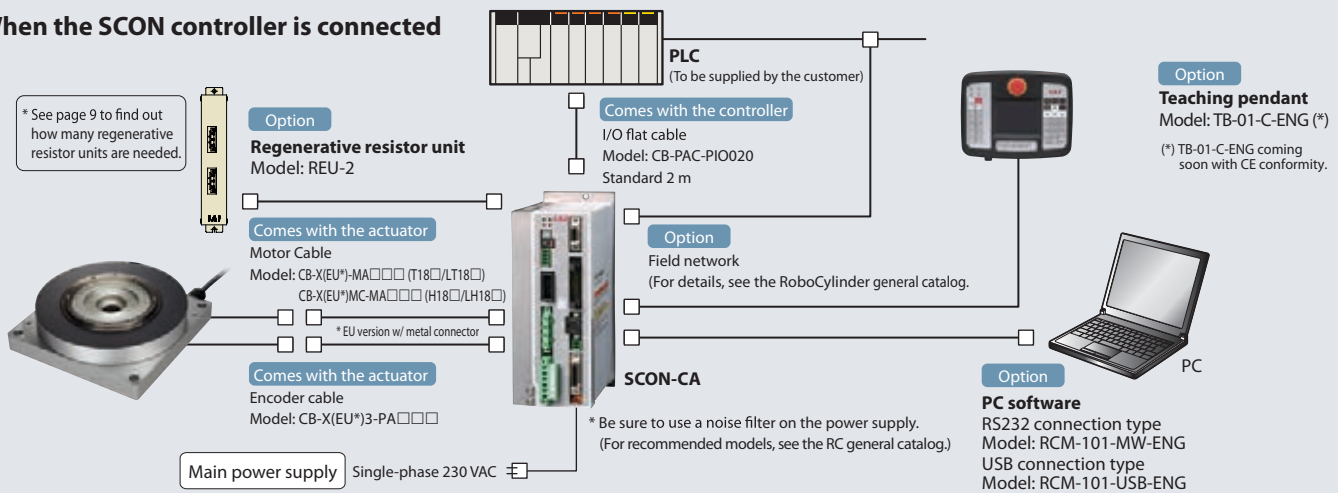 When the SCON controller is connected
PLC
(To be supplied by the customer)
* See page 9 to find out
how many regenerative
resistor units are needed.
Option
Regenerative resistor unit
Model: REU-2
Comes with the controller
I/O flat cable
Model: CB-PAC-PIO020
Standard 2 m
Option
Teaching pendant
Model: TB-01-C-ENG (*)
(*) TB-01-C-ENG coming
soon with CE conformity.
Comes with the actuator
Motor Cable
Model: CB-X(EU*)-MA□□□ (T18□/LT18□)
CB-X(EU*)MC-MA□□□ (H18□/LH18□)
* EU version w/ metal connector
Option
Field network
(For details, see the RoboCylinder general catalog.
Comes with the actuator
Encoder cable
Model: CB-X(EU*)3-PA□□□
SCON-CA
* Be sure to use a noise filter on the power supply.
(For recommended models, see the RC general catalog.)
Main power supply
Single-phase 230 VAC
PC
Option
PC software
RS232 connection type
Model: RCM-101-MW-ENG
USB connection type
Model: RCM-101-USB-ENG